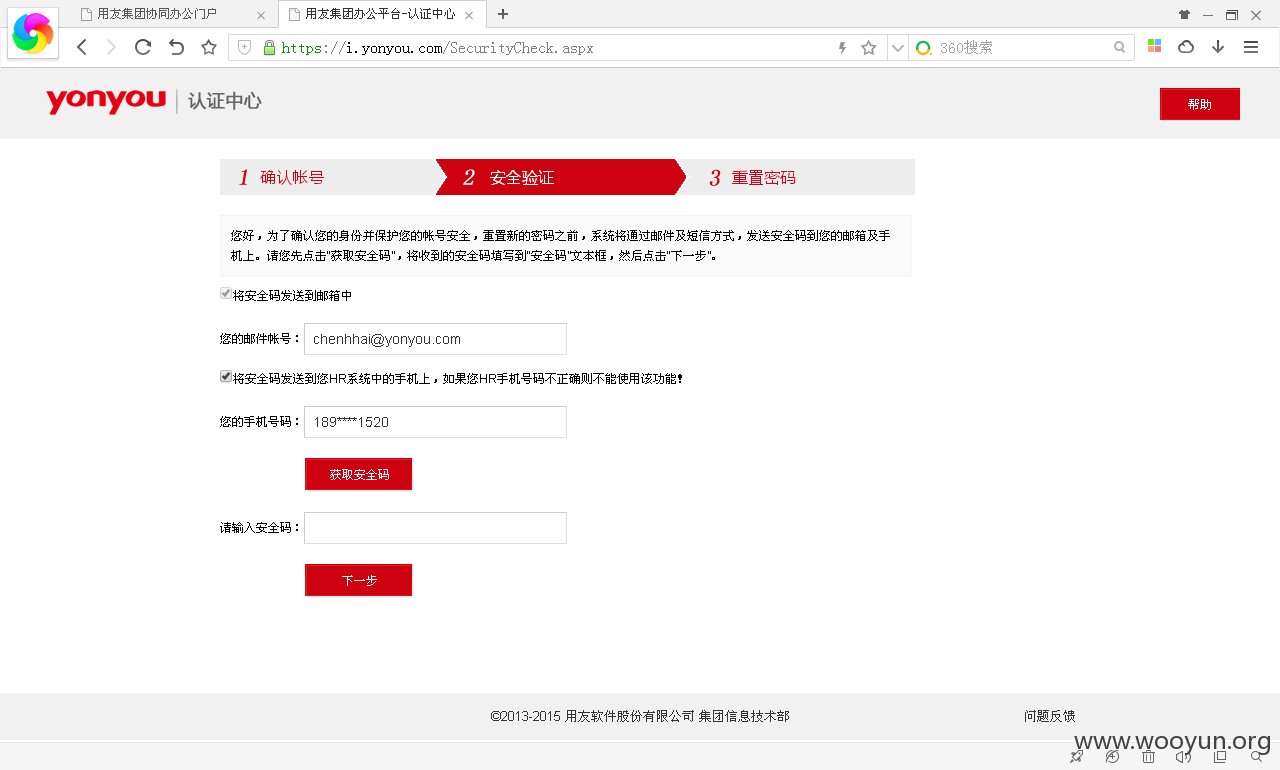 用友集团协同办公门户
用友集团办公平台-认证中心
https://i.yonyou.com/SecurityCheck.aspx
360搜索
yonyou 认证中心
帮助
1 确认帐号
2 安全验证
3 重置密码
您好，为了确认您的身份并保护您的帐号安全，重置新的密码之前，系统将通过邮件及短信方式，发送安全码到您的邮箱及手
机上。请您先点击"获取安全码"，将收到的安全码填写到"安全码"文本框，然后点击"下一步"。
将安全码发送到邮箱中
您的邮件帐号： chenhhai@yonyou.com
将安全码发送到您HR系统中的手机上，如果您HR手机号码不正确则不能使用该功能！
您的手机号码： 189****1520
获取安全码
请输入安全码：
下一步
©2013-2015 用友软件股份有限公司 集团信息技术部
问题反馈
www.wooyun.org